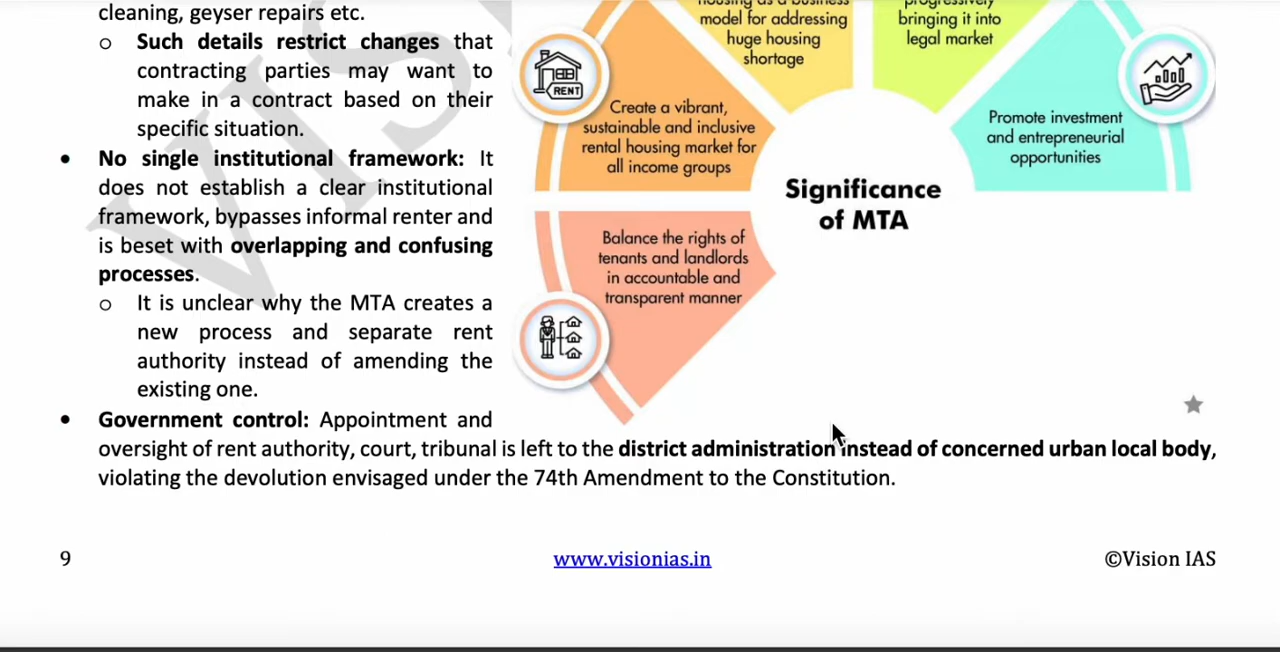 cleaning, geyser repairs etc.
o Such details restrict changes that
contracting parties may want to
make in a contract based on their
specific situation.
• No single institutional framework: It
does not establish a clear institutional
framework, bypasses informal renter and
is beset with overlapping and confusing
processes.
o It is unclear why the MTA creates a
new process and separate rent
authority instead of amending the
existing one.
• Government control: Appointment and
oversight of rent authority, court, tribunal is left to the district administration instead of concerned urban local body,
violating the devolution envisaged under the 74th Amendment to the Constitution.
housing as a business
model for addressing
huge housing
shortage
progressively
bringing it into
legal market
RENT
Create a vibrant,
sustainable and inclusive
rental housing market for
all income groups
Promote investment
and entrepreneurial
opportunities
Significance
of MTA
Balance the rights of
tenants and landlords
in accountable and
transparent manner
9
www.visionias.in
©Vision IAS